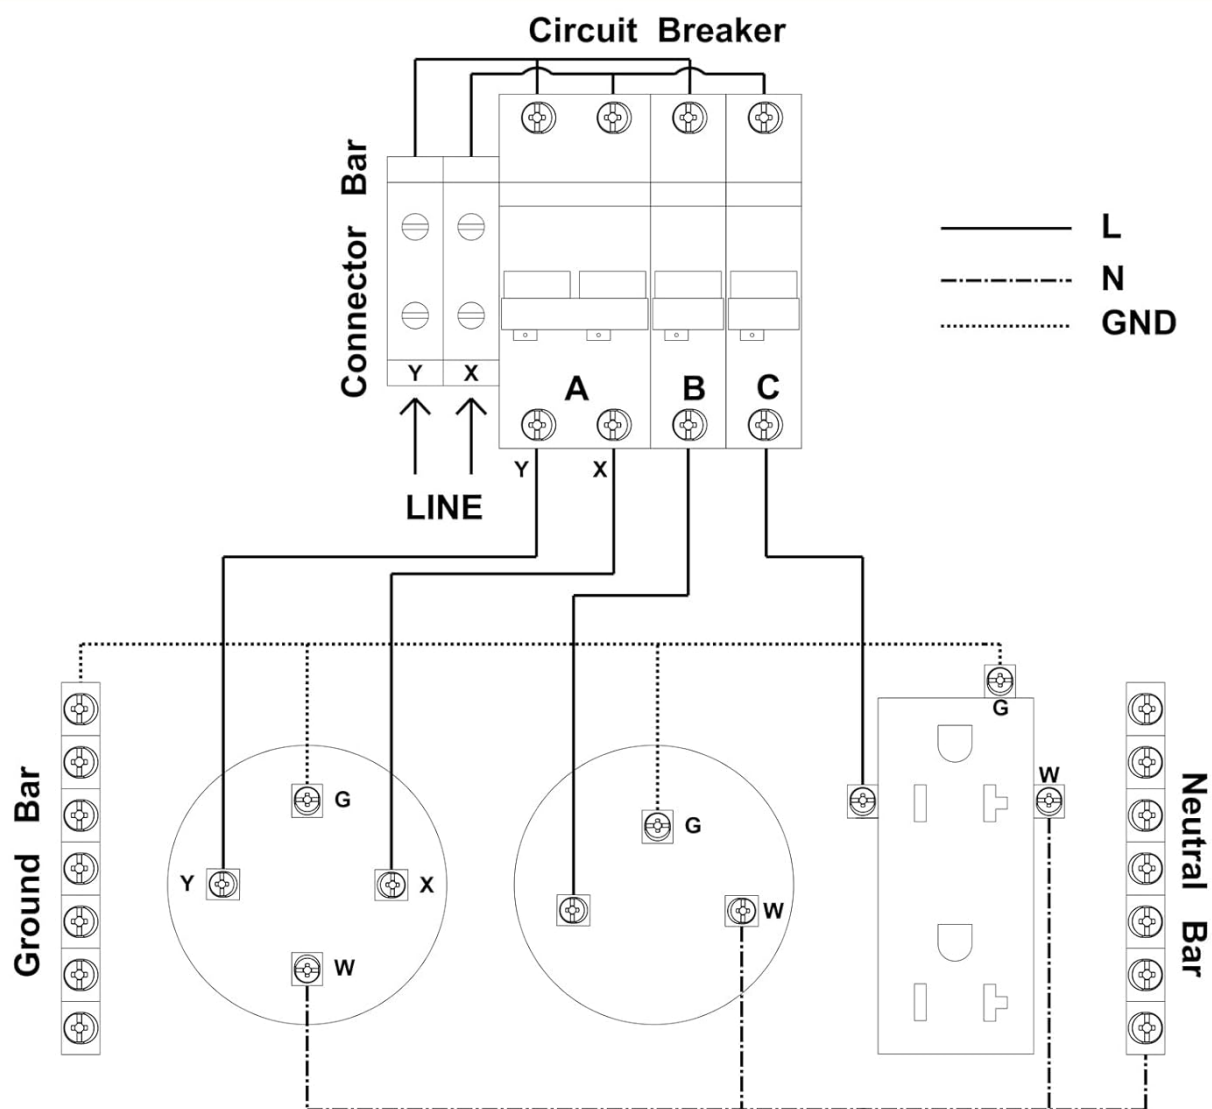 Circuit Breaker
Connector Bar
L
N
GND
Y
X
A
B
C
Y
X
LINE
G
W
G
Y
X
G
W
W
Ground Bar
Neutral Bar